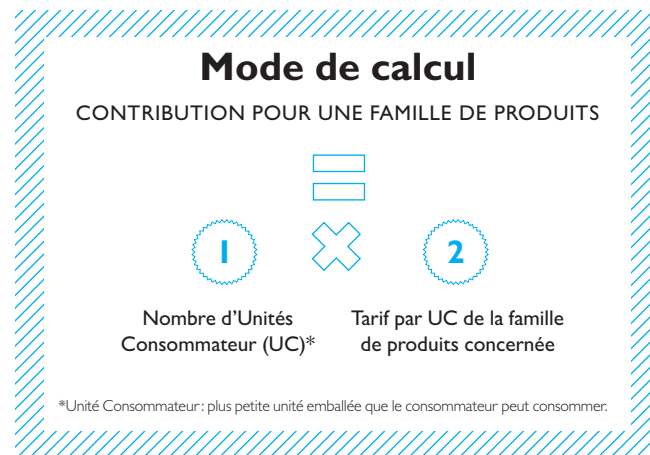 Mode de calcul
CONTRIBUTION POUR UNE FAMILLE DE PRODUITS
=
1 × 2
Nombre d'Unités
Consommateur (UC)*
Tarif par UC de la famille
de produits concernée
*Unité Consommateur : plus petite unité emballée que le consommateur peut consommer.